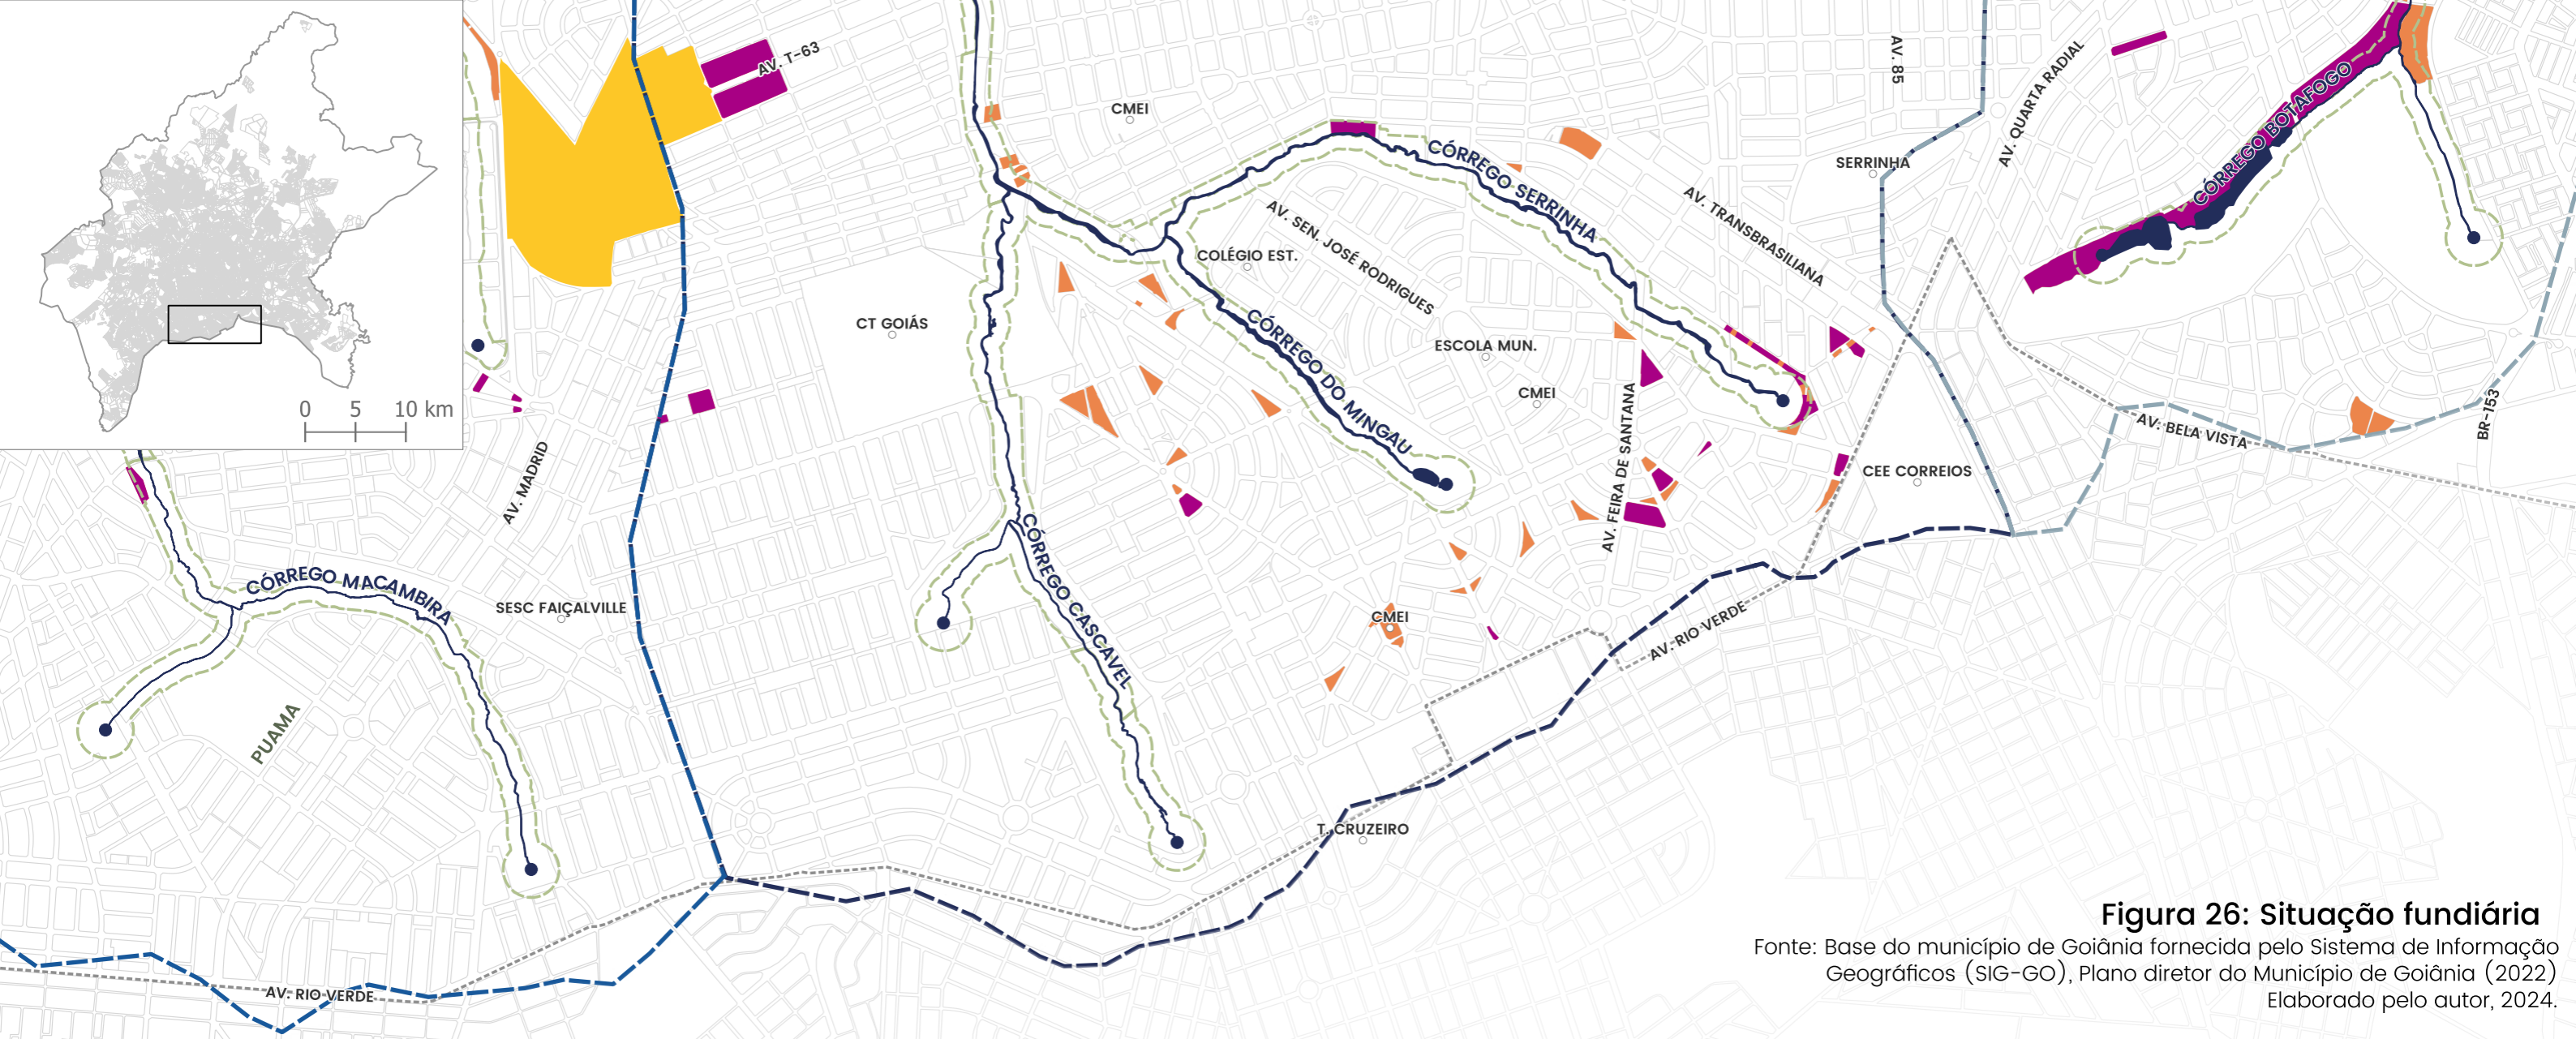 AV. T-63
AV. 85
AV. QUARTA RADIAL
CÓRREGO BOTAFOGO
CMEI
CÓRREGO SERRINHA
SERRINHA
AV. TRANSBRASILIANA
AV. SEN. JOSÉ RODRIGUES
COLÉGIO EST.
CT GOIÁS
CÓRREGO DO MINGAU
ESCOLA MUN.
CMEI
AV. FEIRA DE SANTANA
0 5 10 km
AV. MADRID
CEE CORREIOS
AV. BELA VISTA
BR-153
CÓRREGO MACAMBIRA
SESC FAIÇALVILLE
CÓRREGO CASCAVEL
CMEI
AV. RIO VERDE
PUAMA
T. CRUZEIRO
AV. RIO VERDE
Figura 26: Situação fundiária
Fonte: Base do município de Goiânia fornecida pelo Sistema de Informação
Geográficos (SIG-GO), Plano diretor do Município de Goiânia (2022)
Elaborado pelo autor, 2024.